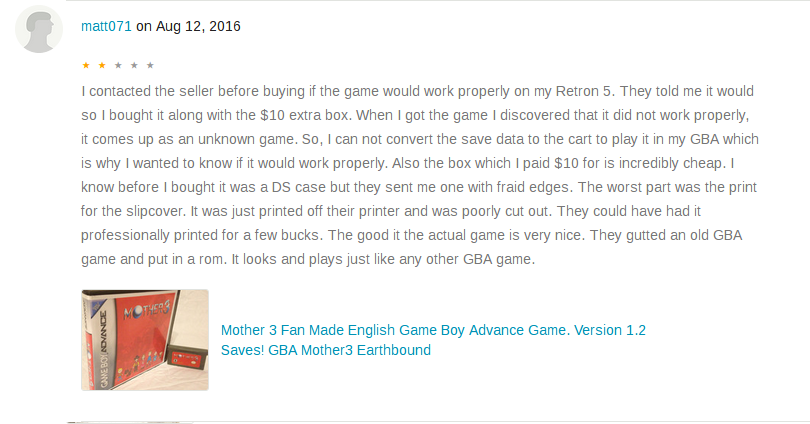 matt071 on Aug 12, 2016
I contacted the seller before buying if the game would work properly on my Retron 5. They told me it would
so I bought it along with the $10 extra box. When I got the game I discovered that it did not work properly,
it comes up as an unknown game. So, I can not convert the save data to the cart to play it in my GBA which
is why I wanted to know if it would work properly. Also the box which I paid $10 for is incredibly cheap. I
know before I bought it was a DS case but they sent me one with fraid edges. The worst part was the print
for the slipcover. It was just printed off their printer and was poorly cut out. They could have had it
professionally printed for a few bucks. The good it the actual game is very nice. They gutted an old GBA
game and put in a rom. It looks and plays just like any other GBA game.
GAME BOY ADVANCE
MOTHER3
Mother 3 Fan Made English Game Boy Advance Game. Version 1.2
Saves! GBA Mother3 Earthbound